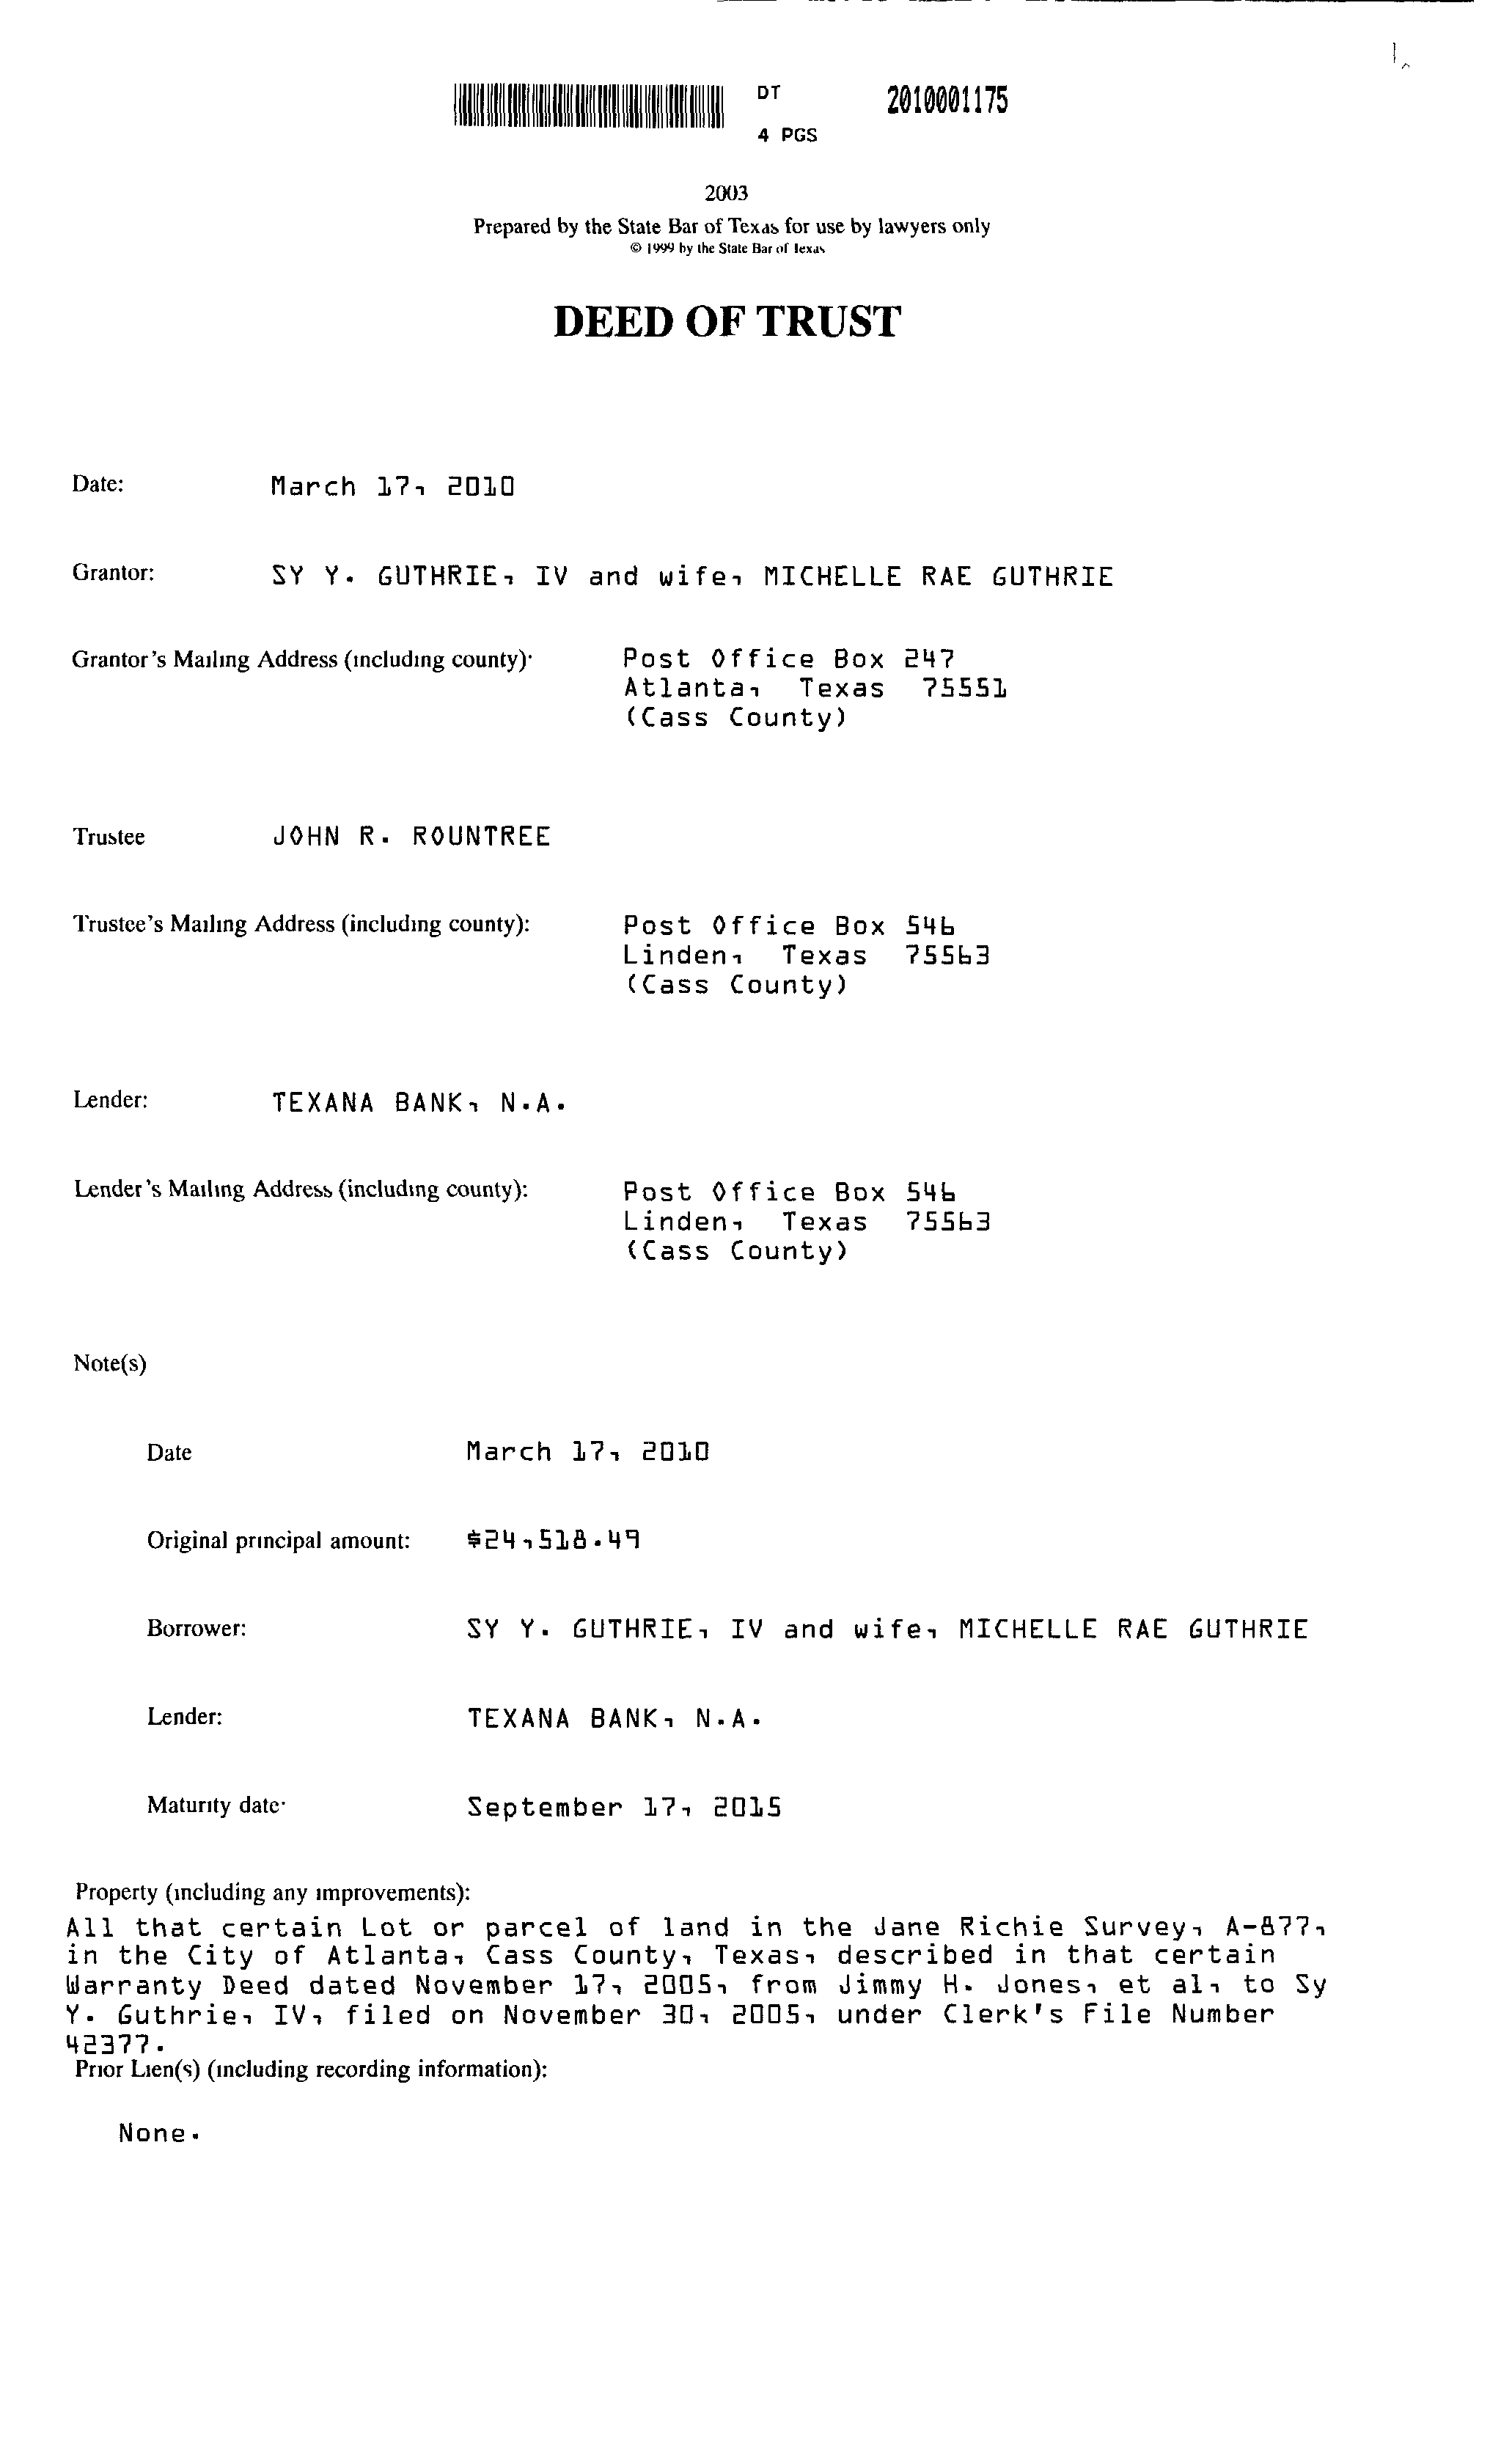 DT 2010001175
4 PGS
2003
Prepared by the State Bar of Texas for use by lawyers only
© 1999 by the State Bar of Texas
DEED OF TRUST
Date: March 17, 2010
Grantor: SY Y. GUTHRIE, IV and wife, MICHELLE RAE GUTHRIE
Grantor's Mailing Address (including county): Post Office Box 247
Atlanta, Texas 75551
(Cass County)
Trustee JOHN R. ROUNTREE
Trustee's Mailing Address (including county): Post Office Box 546
Linden, Texas 75563
(Cass County)
Lender: TEXANA BANK, N.A.
Lender's Mailing Address (including county): Post Office Box 546
Linden, Texas 75563
(Cass County)
Note(s)
Date March 17, 2010
Original principal amount: $24,518.49
Borrower: SY Y. GUTHRIE, IV and wife, MICHELLE RAE GUTHRIE
Lender: TEXANA BANK, N.A.
Maturity date: September 17, 2015
Property (including any improvements):
All that certain Lot or parcel of land in the Jane Richie Survey, A-877,
in the City of Atlanta, Cass County, Texas, described in that certain
Warranty Deed dated November 17, 2005, from Jimmy H. Jones, et al, to Sy
Y. Guthrie, IV, filed on November 30, 2005, under Clerk's File Number
42377.
Prior Lien(s) (including recording information):
None.